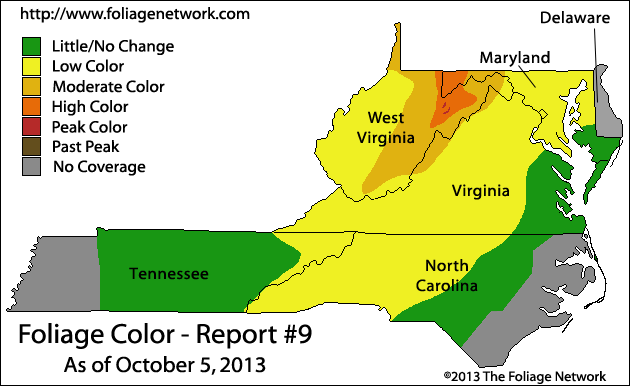 http://www.foliagenetwork.com
Delaware
Little/No Change
Low Color
Moderate Color
High Color
Peak Color
Past Peak
No Coverage
Maryland
West
Virginia
Virginia
Tennessee
North
Carolina
Foliage Color - Report #9
As of October 5, 2013
©2013 The Foliage Network